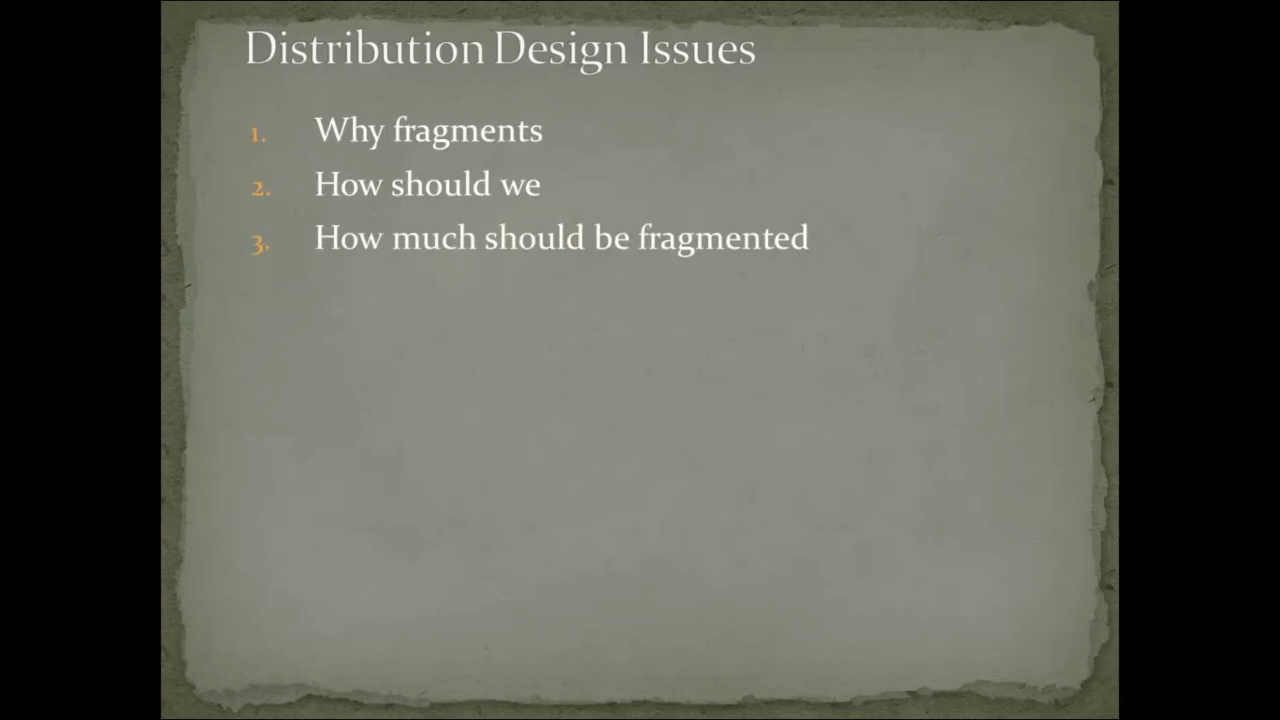 Distribution Design Issues
1. Why fragments
2. How should we
3. How much should be fragmented